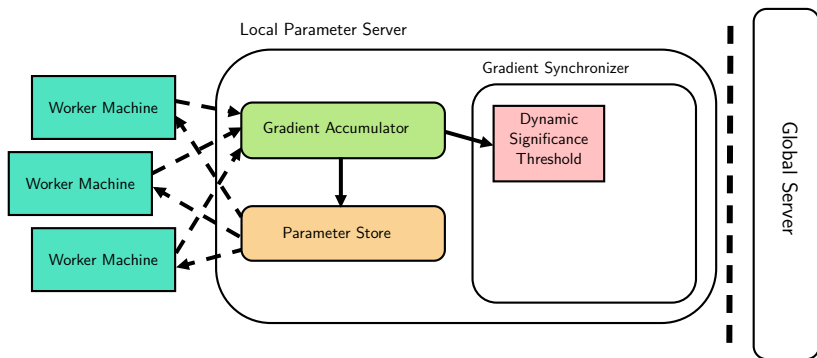 Local Parameter Server
Gradient Synchronizer
Worker Machine
Worker Machine
Worker Machine
Gradient Accumulator
Parameter Store
Dynamic
Significance
Threshold
Global Server